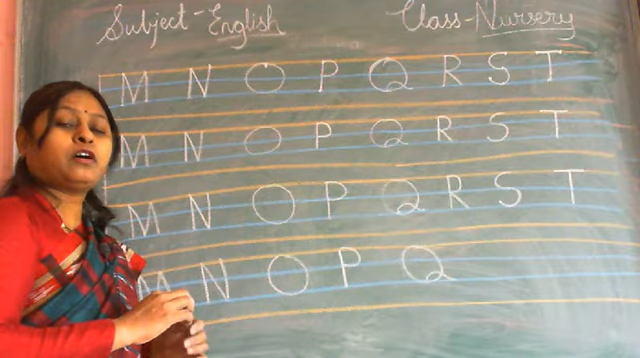 Subject-English Class-Nursery
M N O P Q R S T
M N O P Q R S T
M N O P Q R S T
M N O P Q